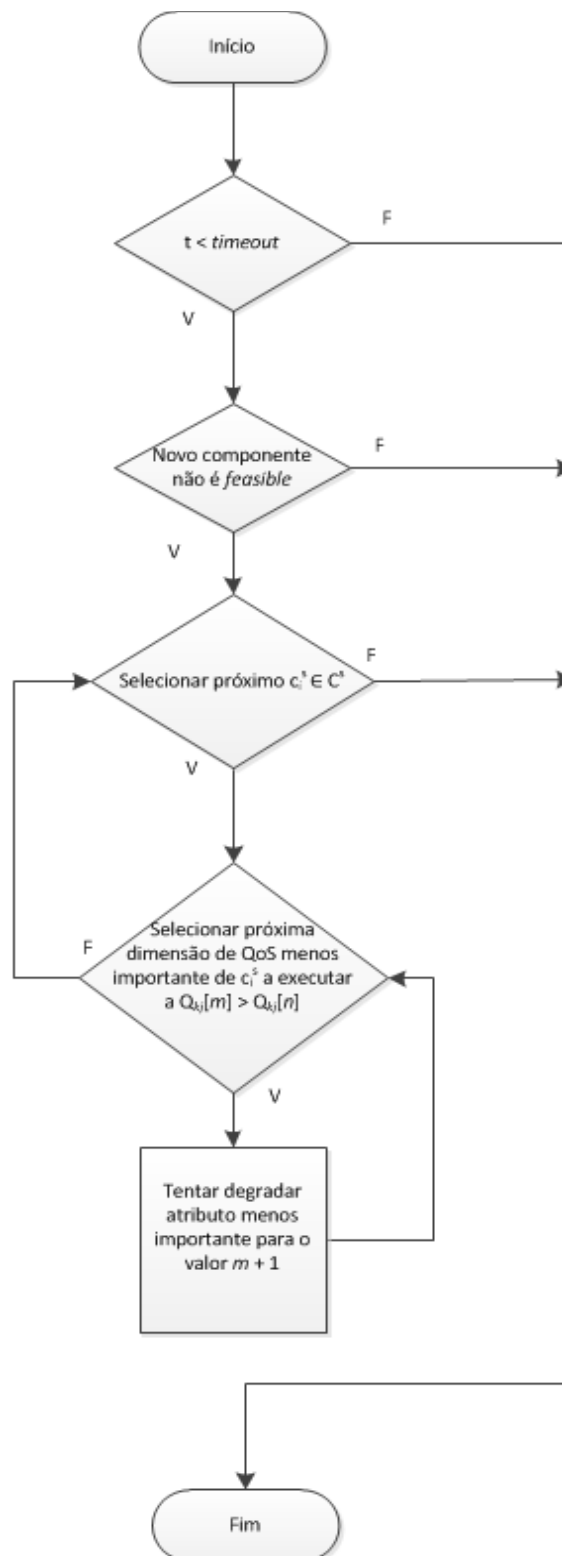 Início
t < timeout
F
V
Novo componente
não é feasible
F
V
Selecionar próximo cᵢˢ ∈ Cˢ
F
V
Selecionar próxima
dimensão de QoS menos
importante de cᵢˢ a executar
a Qₖⱼ[m] > Qₖⱼ[n]
F
V
Tentar degradar
atributo menos
importante para o
valor m + 1
Fim